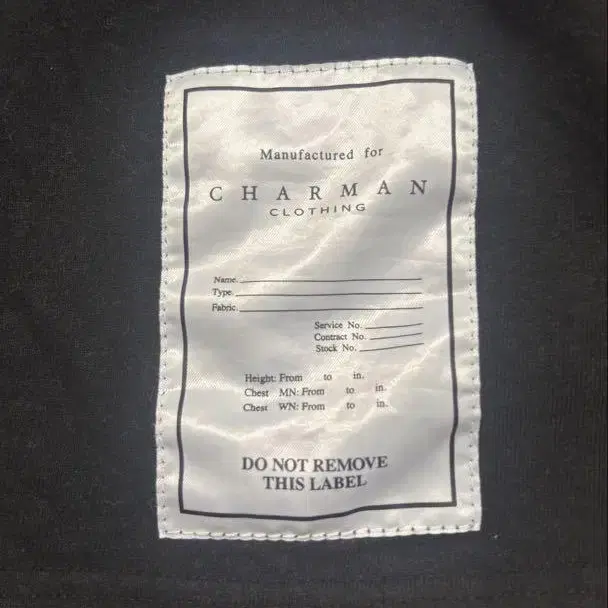 Manufactured for
CHARMAN
CLOTHING
Name.
Type.
Fabric.
Service No.
Contract No.
Stock No.
Height: From to in.
Chest MN: From to in.
Chest WN: From to in.
DO NOT REMOVE
THIS LABEL